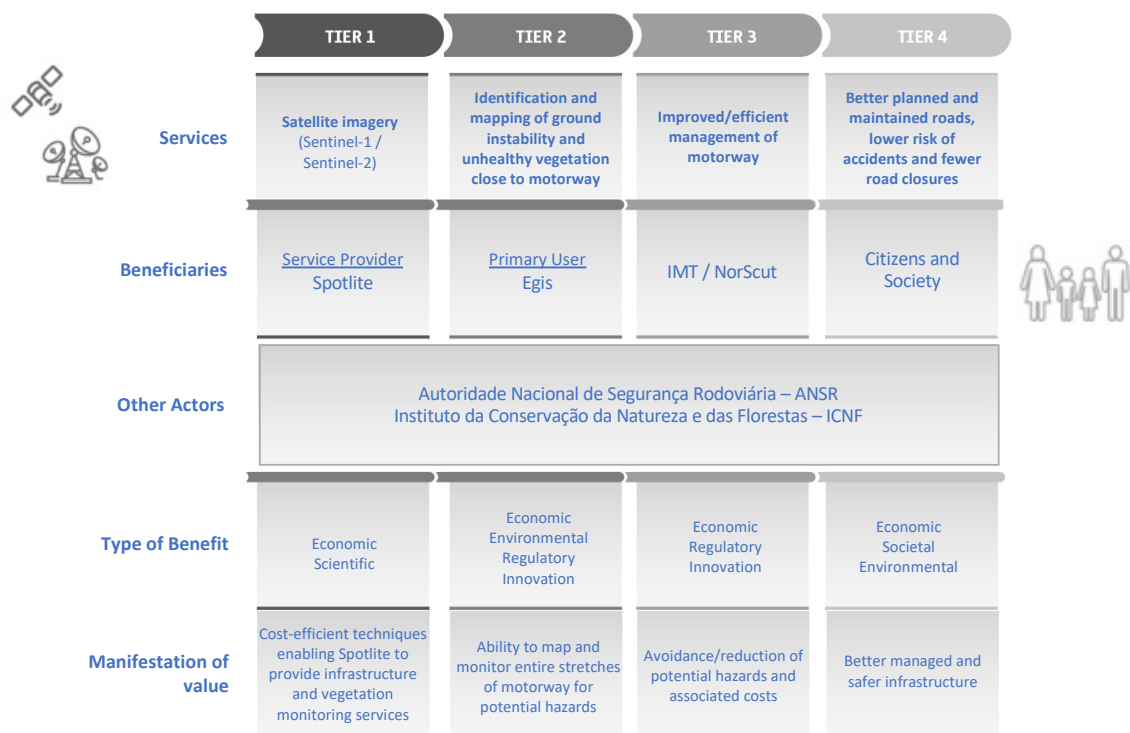 TIER 1
TIER 2
TIER 3
TIER 4
Services
Satellite imagery
(Sentinel-1 /
Sentinel-2)
Identification and
mapping of ground
instability and
unhealthy vegetation
close to motorway
Improved/efficient
management of
motorway
Better planned and
maintained roads,
lower risk of
accidents and fewer
road closures
Beneficiaries
Service Provider
Spotlite
Primary User
Egis
IMT / NorScut
Citizens and
Society
Other Actors
Autoridade Nacional de Segurança Rodoviária – ANSR
Instituto da Conservação da Natureza e das Florestas – ICNF
Type of Benefit
Economic
Scientific
Economic
Environmental
Regulatory
Innovation
Economic
Regulatory
Innovation
Economic
Societal
Environmental
Manifestation of
value
Cost-efficient techniques
enabling Spotlite to
provide infrastructure
and vegetation
monitoring services
Ability to map and
monitor entire stretches
of motorway for
potential hazards
Avoidance/reduction of
potential hazards and
associated costs
Better managed and
safer infrastructure